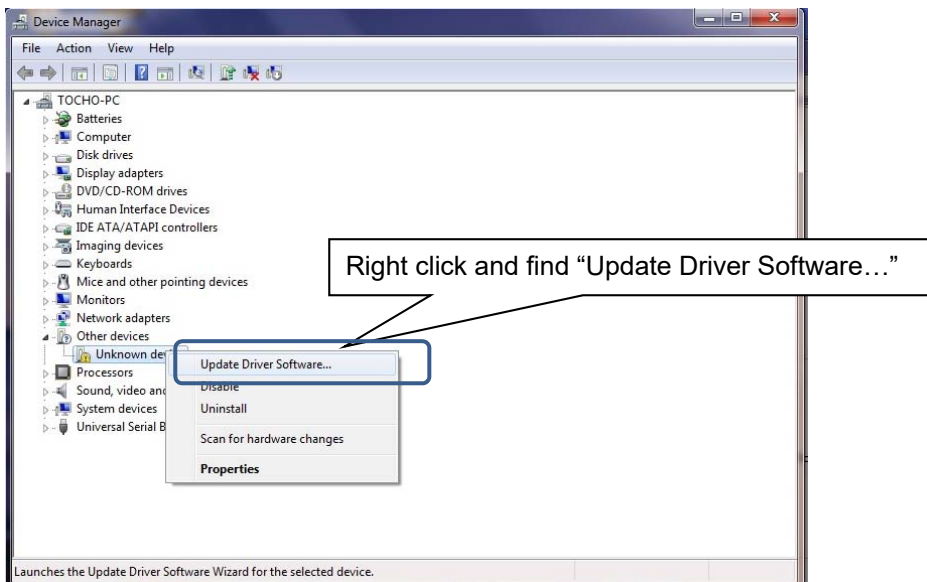 Device Manager
File Action View Help
TOCHO-PC
Batteries
Computer
Disk drives
Display adapters
DVD/CD-ROM drives
Human Interface Devices
IDE ATA/ATAPI controllers
Imaging devices
Keyboards
Mice and other pointing devices
Monitors
Network adapters
Other devices
Unknown
Processors
Sound, video
System devices
Universal Serial
Right click and find “Update Driver Software…”
Update Driver Software...
Disable
Uninstall
Scan for hardware changes
Properties
Launches the Update Driver Software Wizard for the selected device.